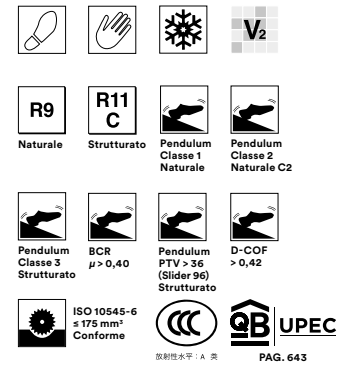 V2
R9
Naturale
R11
C
Strutturato
Pendulum
Classe 1
Naturale
Pendulum
Classe 2
Naturale C2
Pendulum
Classe 3
Strutturato
BCR
μ > 0,40
Pendulum
PTV > 36
(Slider 96)
Strutturato
D-COF
> 0,42
ISO 10545-6
≤ 175 mm³
Conforme
CCC
放射性水平：A 类
QB UPEC
PAG. 643